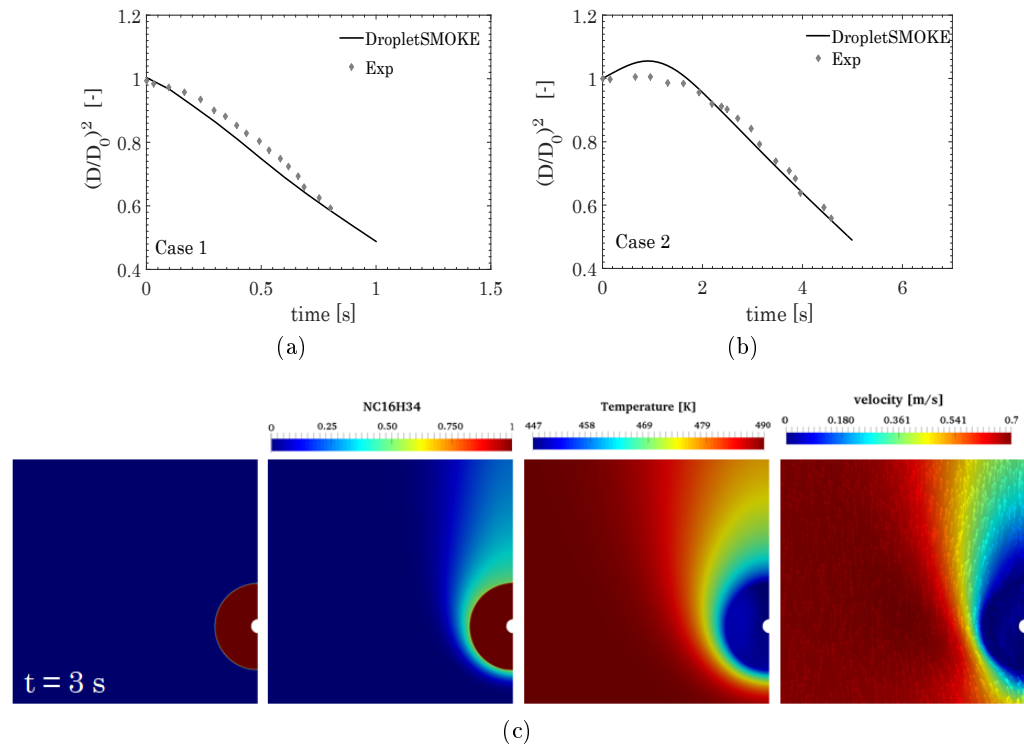 1.2
1
0.8
0.6
0.4
(D/D0)2 [-]
DropletSMOKE
Exp
Case 1
0
0.5
1
1.5
time [s]
(a)
1.2
1
0.8
0.6
0.4
(D/D0)2 [-]
DropletSMOKE
Exp
Case 2
0
2
4
6
time [s]
(b)
NC16H34
0 0.25 0.50 0.750 1
Temperature [K]
447 458 469 479 490
velocity [m/s]
0 0.180 0.361 0.541 0.7
t = 3 s
(c)